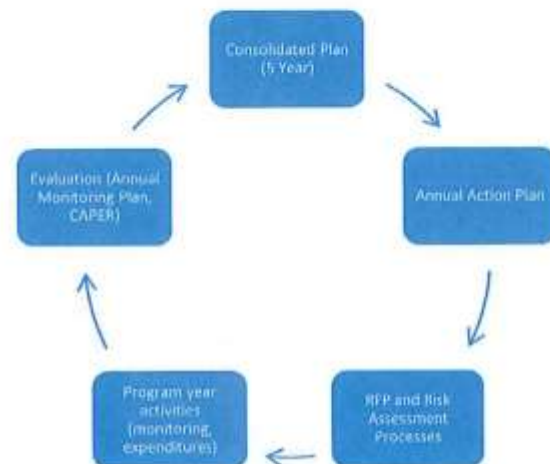 Consolidated Plan
(5 Year)
Annual Action Plan
RFP and Risk
Assessment
Processes
Program year
activities
(monitoring,
expenditures)
Evaluation (Annual
Monitoring Plan,
CAPER)